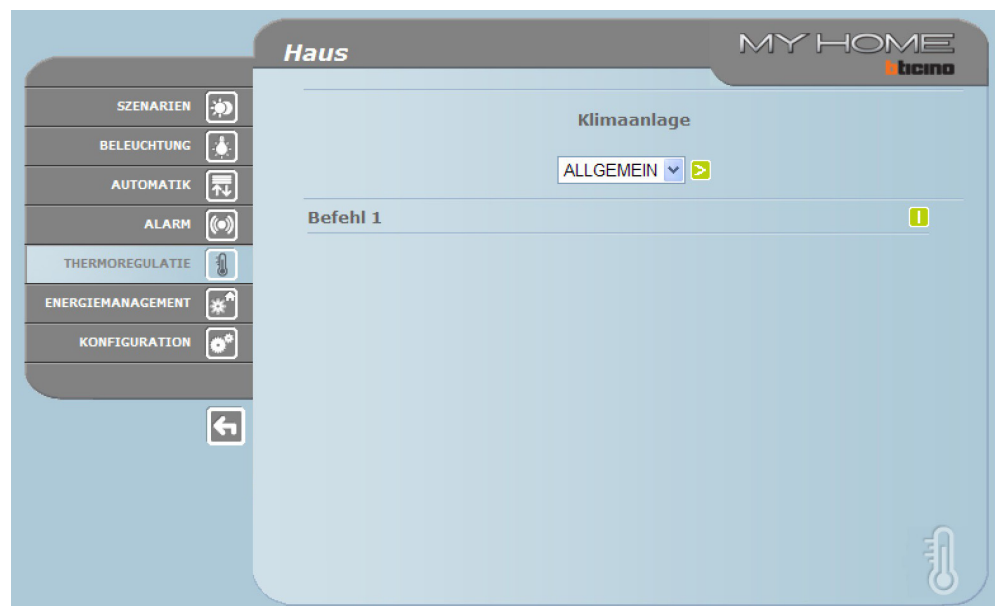 Haus
MY HOME
bticino
SZENARIEN
BELEUCHTUNG
AUTOMATIK
ALARM
THERMOREGULATIE
ENERGIEMANAGEMENT
KONFIGURATION
Klimaanlage
ALLGEMEIN
Befehl 1